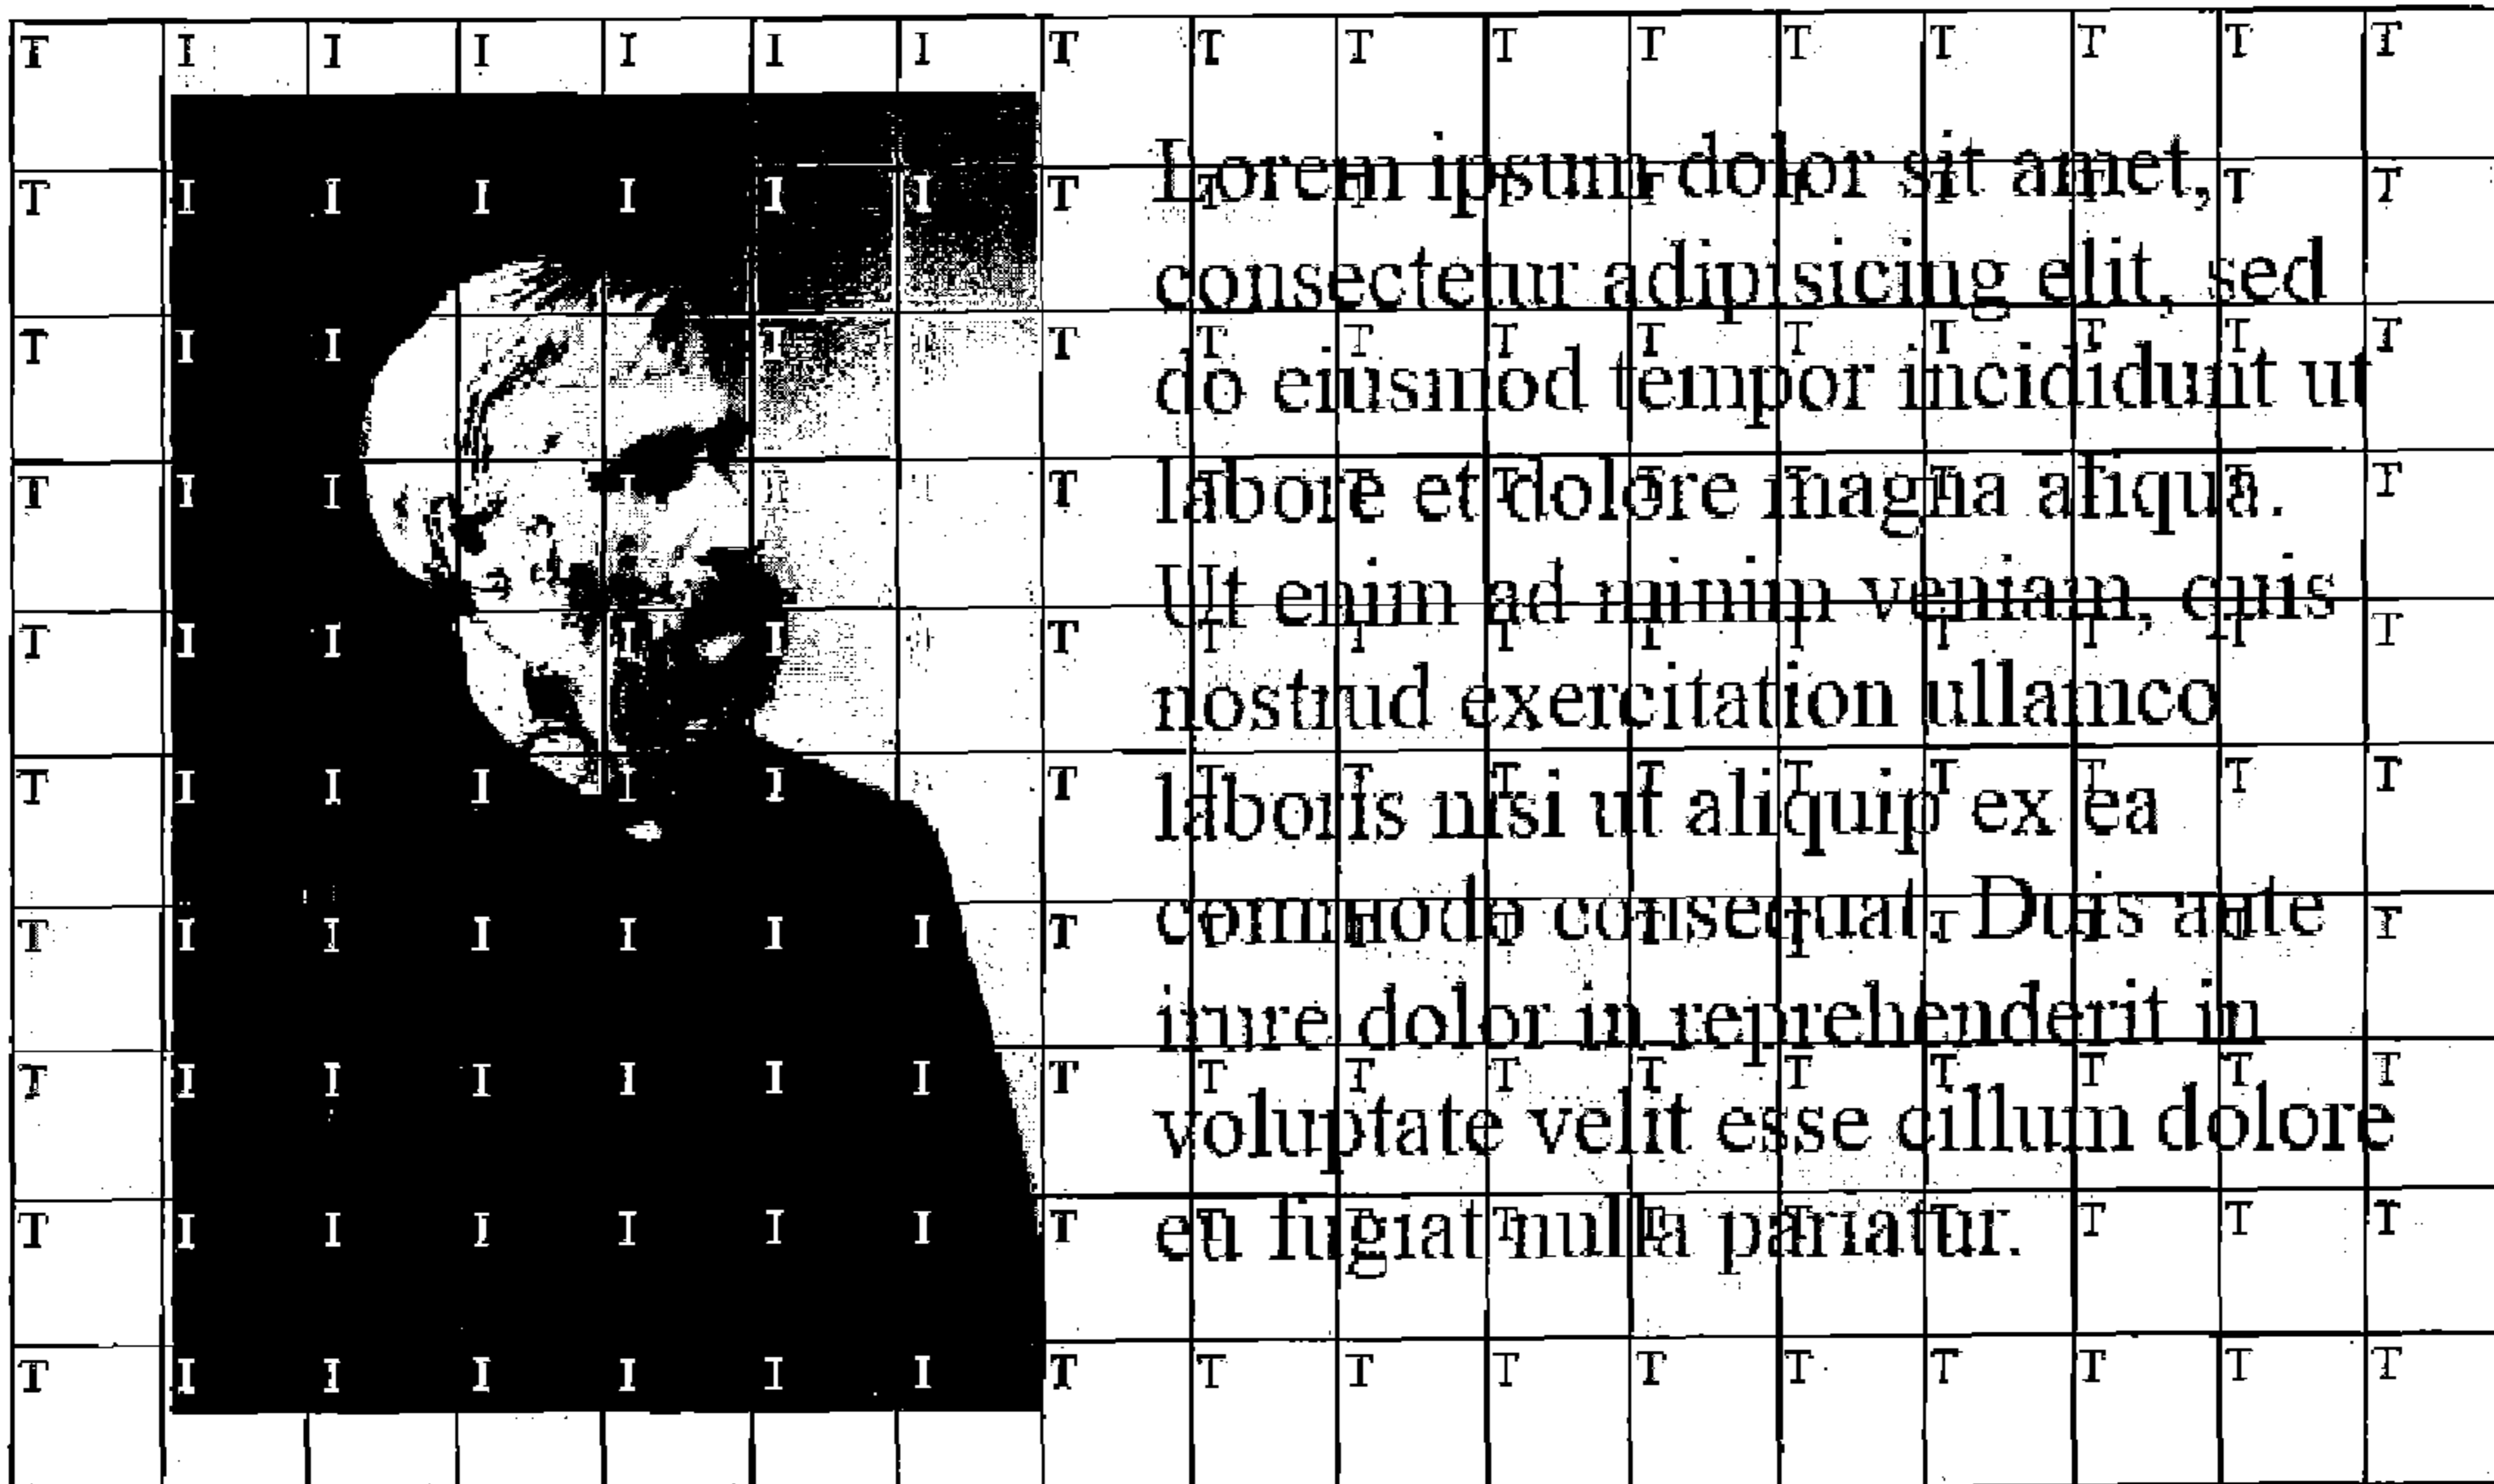 Lorem ipsum dolor sit amet,
consectetur adipisicing elit, sed
do eiusmod tempor incididunt ut
labore et dolore magna aliqua.
Ut enim ad minim veniam, quis
nostrud exercitation ullamco
laboris nisi ut aliquip ex ea
commodo consequat. Duis aute
irure dolor in reprehenderit in
voluptate velit esse cillum dolore
eu fugiat nulla pariatur.